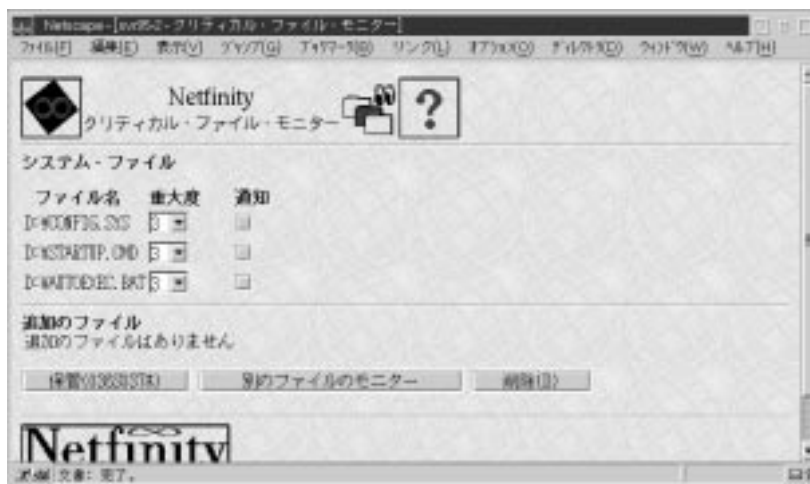 Netscape - [svr95-2 - クリティカル・ファイル・モニター]
ファイル(F) 編集(E) 表示(V) ジャンプ(G) ブックマーク(B) リンク(L) オプション(O) ディレクトリ(D) ウィンドウ(W) ヘルプ(H)
Netfinity
クリティカル・ファイル・モニター
システム・ファイル
ファイル名 重大度 通知
D:¥CONFIG.SYS 3
D:¥STARTUP.CMD 3
D:¥AUTOEXEC.BAT 3
追加のファイル
追加のファイルはありません
保管 別のファイルのモニター 削除(D)
Netfinity
文書: 完了。